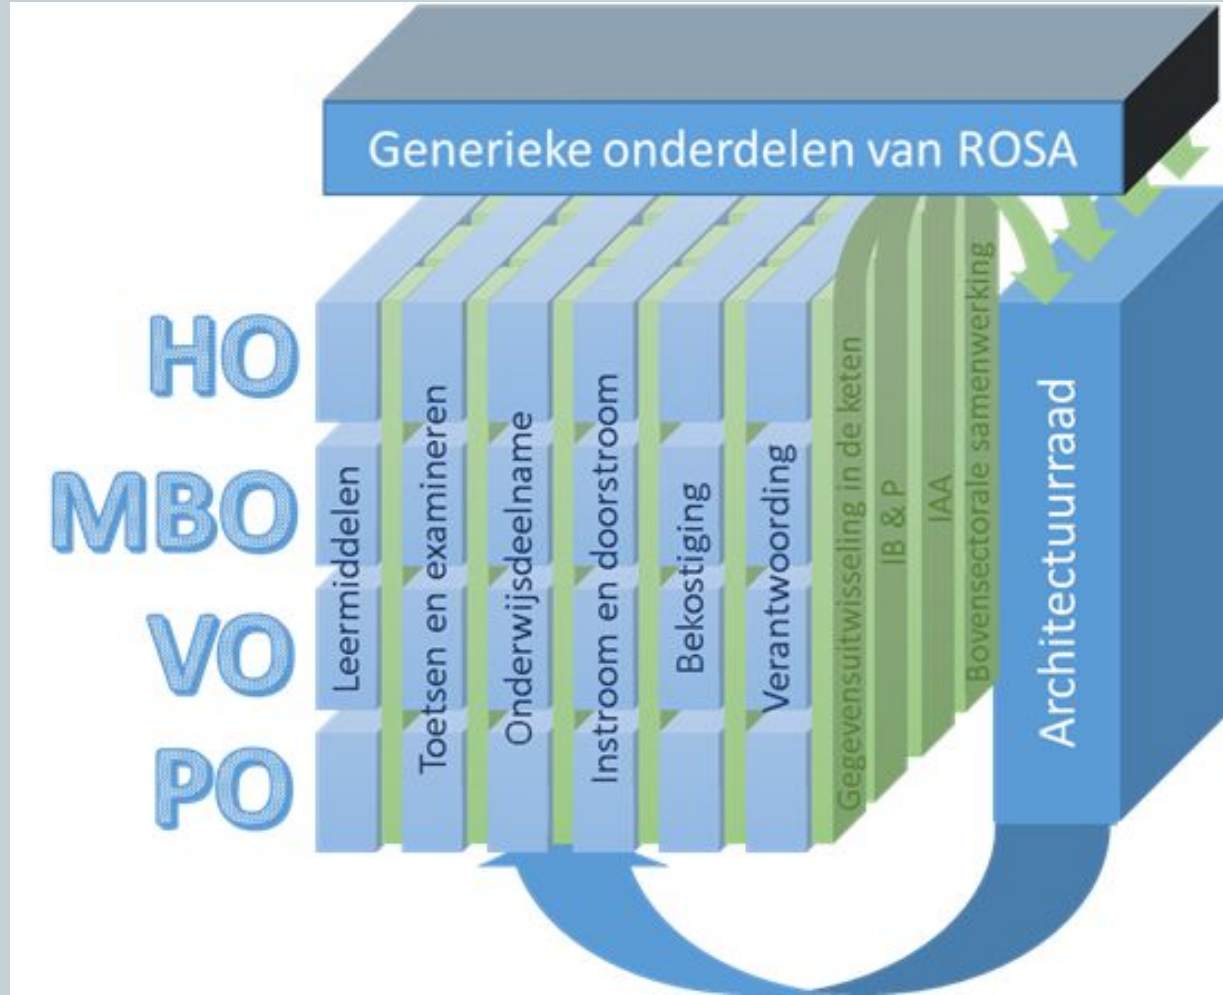 Generieke onderdelen van ROSA
HO
MBO
VO
PO
Leermiddelen
Toetsen en examineren
Onderwijsdeelname
Instroom en doorstroom
Bekostiging
Verantwoording
Gegevensuitwisseling in de keten
IB & P
IAA
Bovensectorale samenwerking
Architectuurraad